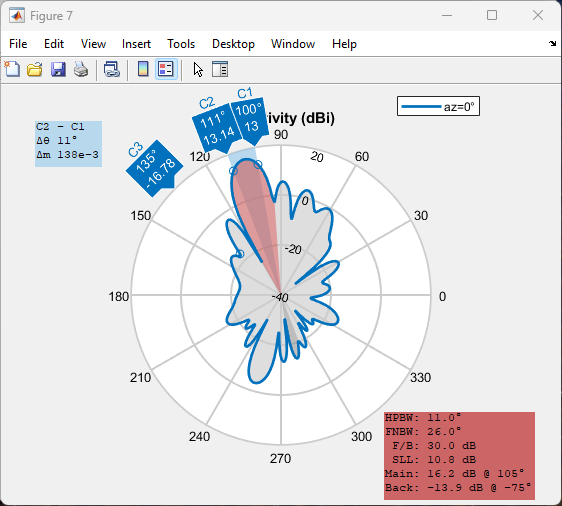 Figure 7
File Edit View Insert Tools Desktop Window Help
ivity (dBi)
az=0°
C2 - C1
Δθ 11°
Δm 138e-3
C3
135°
-16.78
C2
111°
13.14
C1
100°
13
90
120
60
150
30
180
0
210
330
240
300
270
20
0
-20
-40
HPBW: 11.0°
FNBW: 26.0°
F/B: 30.0 dB
SLL: 10.8 dB
Main: 16.2 dB @ 105°
Back: -13.9 dB @ -75°